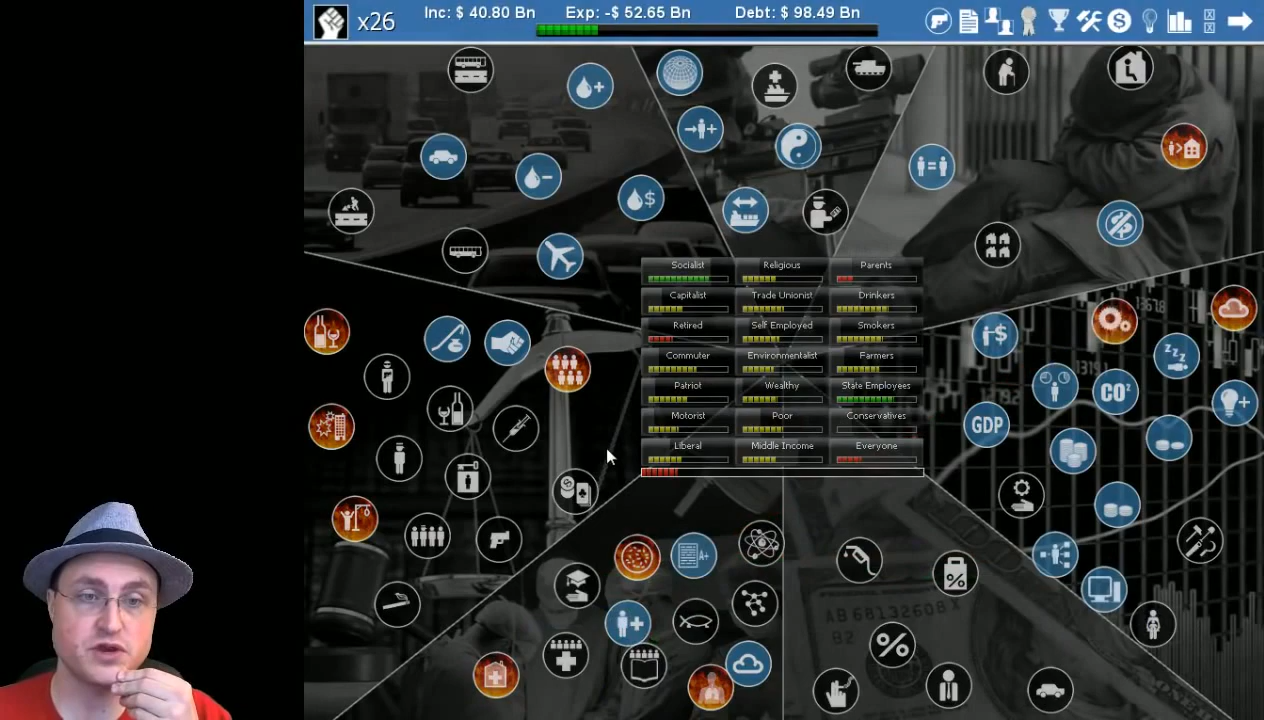 x26
Inc: $ 40.80 Bn
Exp: -$ 52.65 Bn
Debt: $ 98.49 Bn
Socialist
Religious
Parents
Capitalist
Trade Unionist
Drinkers
Retired
Self Employed
Smokers
Commuter
Environmentalist
Farmers
Patriot
Wealthy
State Employees
Motorist
Poor
Conservatives
Liberal
Middle Income
Everyone
GDP
CO²
A+
zzz